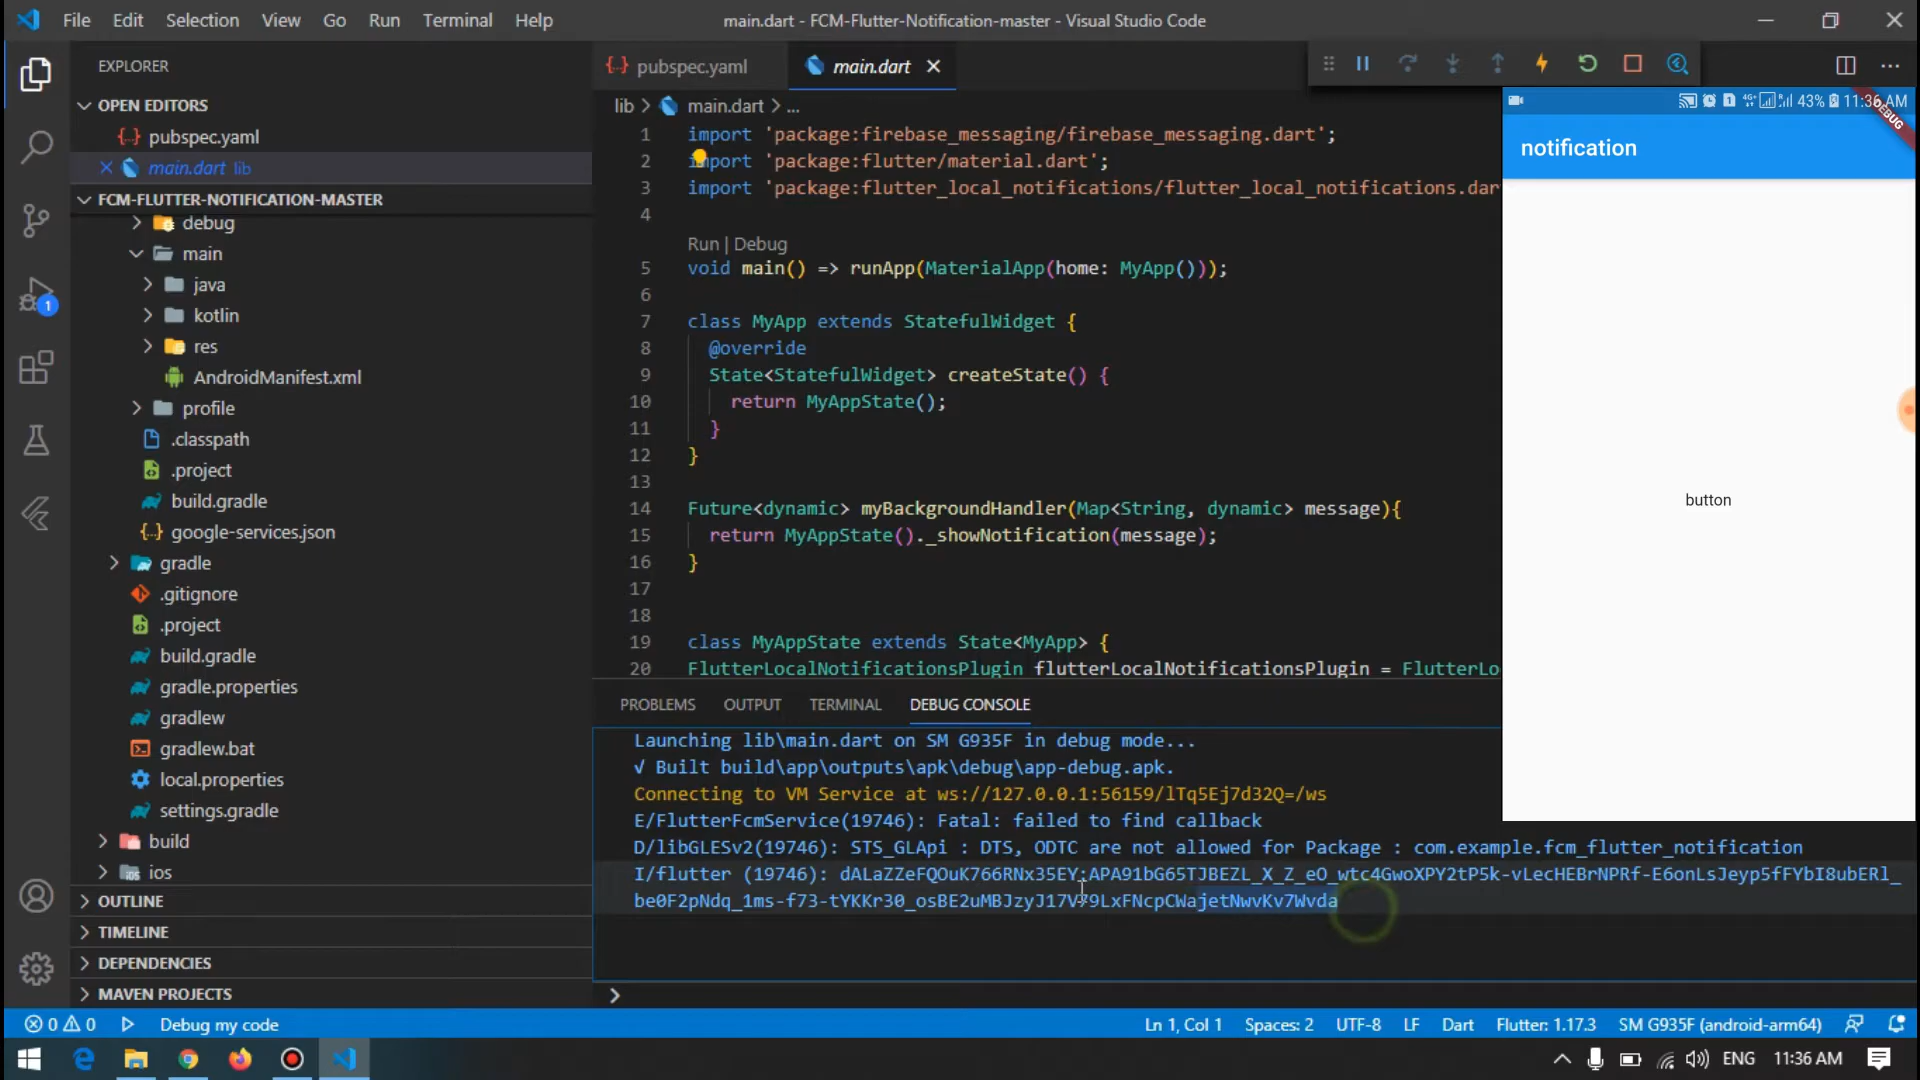 File Edit Selection View Go Run Terminal Help
main.dart - FCM-Flutter-Notification-master - Visual Studio Code
EXPLORER
OPEN EDITORS
pubspec.yaml
main.dart lib
FCM-FLUTTER-NOTIFICATION-MASTER
debug
main
java
kotlin
res
AndroidManifest.xml
profile
.classpath
.project
build.gradle
google-services.json
gradle
.gitignore
.project
build.gradle
gradle.properties
gradlew
gradlew.bat
local.properties
settings.gradle
build
ios
OUTLINE
TIMELINE
DEPENDENCIES
MAVEN PROJECTS
1
pubspec.yaml main.dart
lib > main.dart > ...
1 import 'package:firebase_messaging/firebase_messaging.dart';
2 import 'package:flutter/material.dart';
3 import 'package:flutter_local_notifications/flutter_local_notifications.dar
4
Run | Debug
5 void main() => runApp(MaterialApp(home: MyApp()));
6
7 class MyApp extends StatefulWidget {
8 @override
9 State<StatefulWidget> createState() {
10 return MyAppState();
11 }
12 }
13
14 Future<dynamic> myBackgroundHandler(Map<String, dynamic> message){
15 return MyAppState()._showNotification(message);
16 }
17
18
19 class MyAppState extends State<MyApp> {
20 FlutterLocalNotificationsPlugin flutterLocalNotificationsPlugin = FlutterLo
43% 11:36 AM
DEBUG
notification
button
PROBLEMS OUTPUT TERMINAL DEBUG CONSOLE
Launching lib\main.dart on SM G935F in debug mode...
√ Built build\app\outputs\apk\debug\app-debug.apk.
Connecting to VM Service at ws://127.0.0.1:56159/lTq5Ej7d32Q=/ws
E/FlutterFcmService(19746): Fatal: failed to find callback
D/libGLESv2(19746): STS_GLApi : DTS, ODTC are not allowed for Package : com.example.fcm_flutter_notification
I/flutter (19746): dALaZZeFQOuK766RNx35EY:APA91bG65TJBEZL_X_Z_eO_wtc4GwoXPY2tP5k-vLecHEBrNPRf-E6onLsJeyp5fFYbI8ubERl_
be0F2pNdq_1ms-f73-tYKKr30_osBE2uMBJzyJ17V79LxFNcpCWajetNwvKv7Wvda
0 0 Debug my code
Ln 1, Col 1 Spaces: 2 UTF-8 LF Dart Flutter: 1.17.3 SM G935F (android-arm64)
ENG 11:36 AM